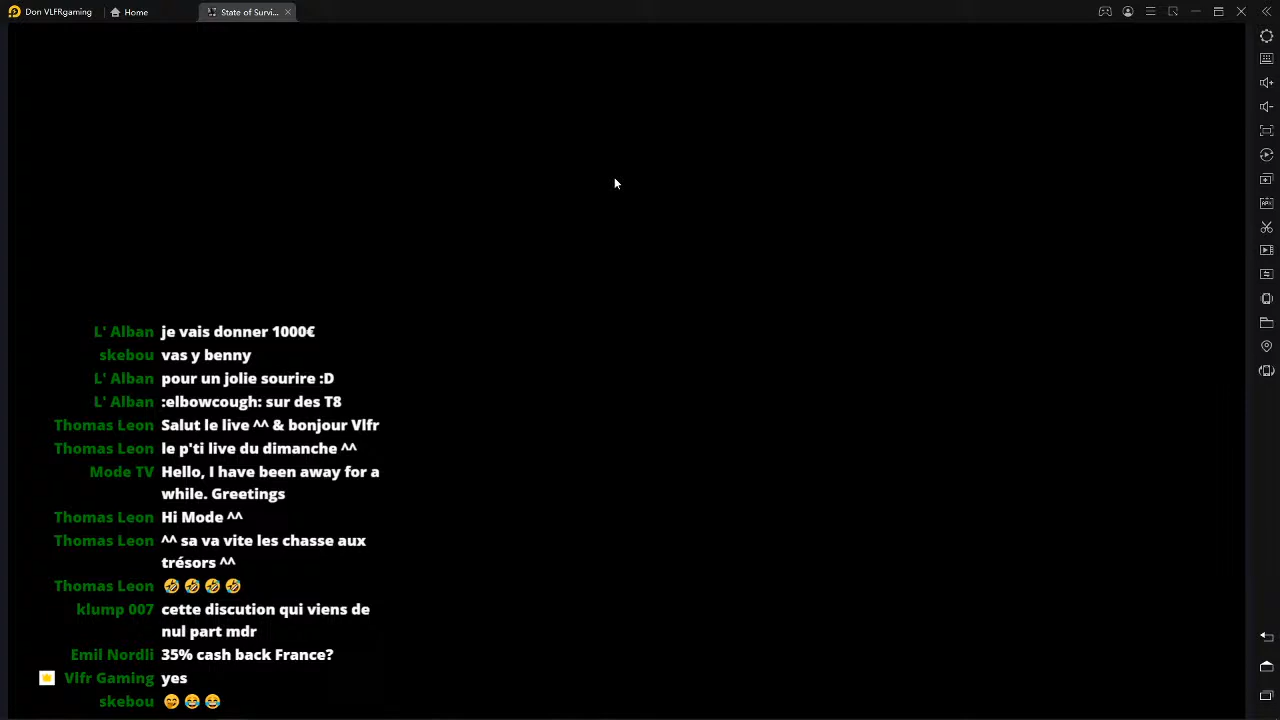 Don VLFRgaming Home State of Survi...
L' Alban je vais donner 1000€
skebou vas y benny
L' Alban pour un jolie sourire :D
L' Alban :elbowcough: sur des T8
Thomas Leon Salut le live ^^ & bonjour Vlfr
Thomas Leon le p'ti live du dimanche ^^
Mode TV Hello, I have been away for a
while. Greetings
Thomas Leon Hi Mode ^^
Thomas Leon ^^ sa va vite les chasse aux
trésors ^^
Thomas Leon 🤣 🤣 🤣 🤣
klump 007 cette discution qui viens de
nul part mdr
Emil Nordli 35% cash back France?
Vlfr Gaming yes
skebou 🤭 😂 😂